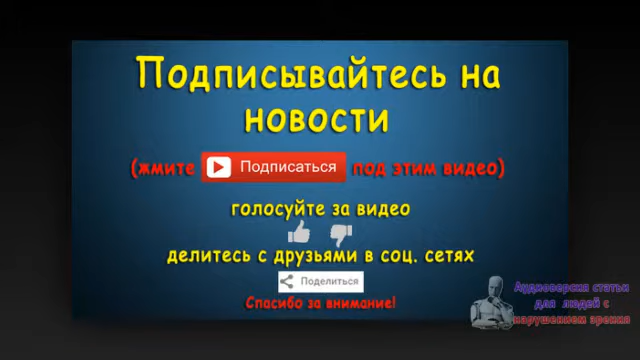 Подписывайтесь на
новости
(жмите Подписаться под этим видео)
голосуйте за видео
делитесь с друзьями в соц. сетях
Поделиться
Спасибо за внимание!
Аудиоверсия статьи
для людей с
нарушением зрения